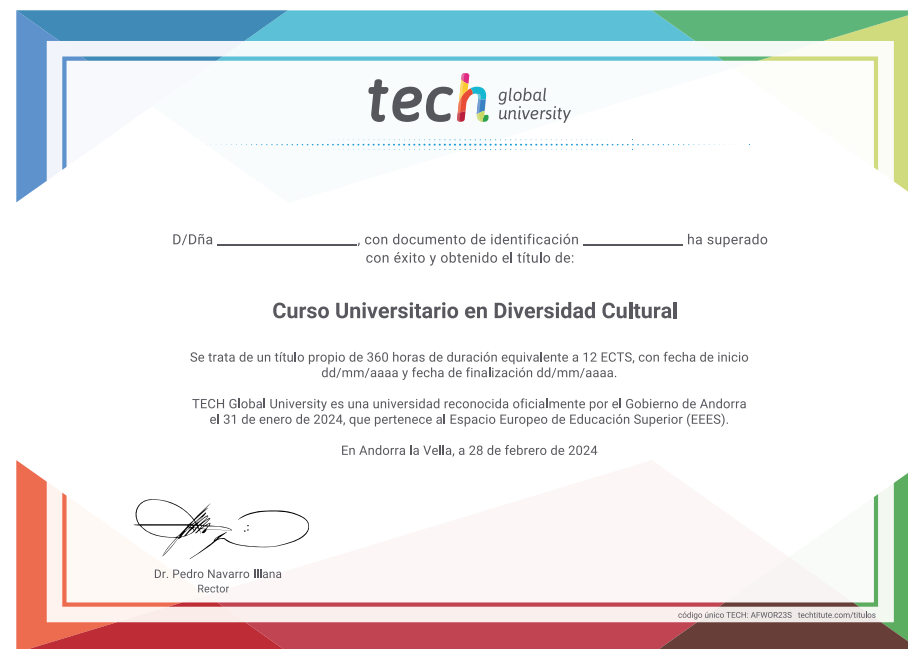 tech global university
D/Dña ____________________, con documento de identificación ______________ ha superado
con éxito y obtenido el título de:
Curso Universitario en Diversidad Cultural
Se trata de un título propio de 360 horas de duración equivalente a 12 ECTS, con fecha de inicio
dd/mm/aaaa y fecha de finalización dd/mm/aaaa.
TECH Global University es una universidad reconocida oficialmente por el Gobierno de Andorra
el 31 de enero de 2024, que pertenece al Espacio Europeo de Educación Superior (EEES).
En Andorra la Vella, a 28 de febrero de 2024
Dr. Pedro Navarro Illana
Rector
código único TECH: AFWOR23S techtitute.com/titulos